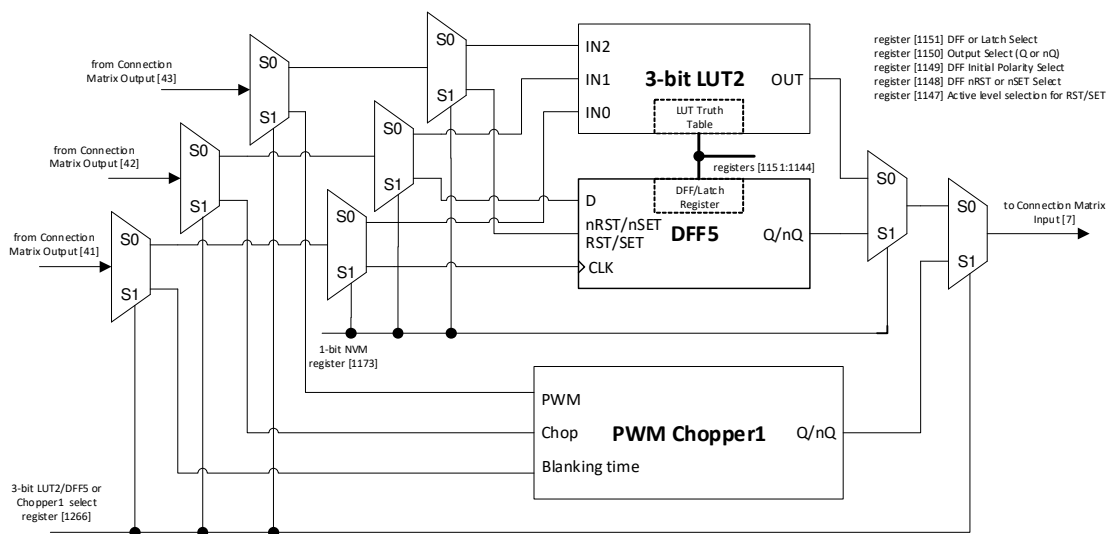 S0
S1
from Connection
Matrix Output [43]
S0
S1
IN2
IN1
IN0
3-bit LUT2
OUT
LUT Truth
Table
register [1151] DFF or Latch Select
register [1150] Output Select (Q or nQ)
register [1149] DFF Initial Polarity Select
register [1148] DFF nRST or nSET Select
register [1147] Active level selection for RST/SET
from Connection
Matrix Output [42]
S0
S1
S0
S1
registers [1151:1144]
from Connection
Matrix Output [41]
S0
S1
S0
S1
DFF/Latch
Register
D
nRST/nSET
RST/SET
CLK
DFF5
Q/nQ
S0
S1
S0
S1
to Connection Matrix
Input [7]
1-bit NVM
register [1173]
PWM
Chop
Blanking time
PWM Chopper1
Q/nQ
3-bit LUT2/DFF5 or
Chopper1 select
register [1266]